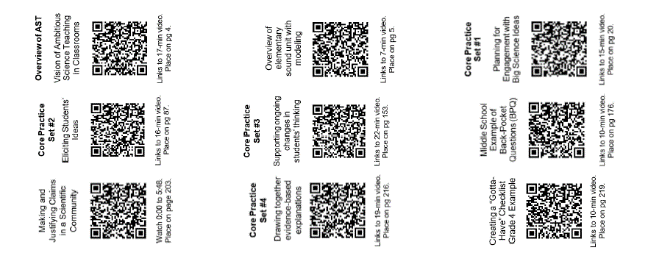 Overview of AST
Vision of Ambitious
Science Teaching
in Classrooms
Links to 17-min video.
Place on pg 4.
Overview of
elementary
sound unit with
modeling
Links to 7-min video.
Place on pg 5.
Core Practice
Set #1
Planning for
Engagement with
Big Science Ideas
Links to 15-min video.
Place on pg 20.
Core Practice
Set #2
Eliciting Students'
Ideas
Links to 16-min video.
Place on pg 87.
Core Practice
Set #3
Supporting ongoing
changes in
students' thinking
Links to 22-min video.
Place on pg 153.
Middle School
Example of
Back-Pocket
Questions (BPQ)
Links to 10-min video.
Place on pg 176.
Making and
Justifying Claims
in a Scientific
Community
Watch 0:00 to 5:48.
Place on page 203.
Core Practice
Set #4
Drawing together
evidence-based
explanations
Links to 19-min video.
Place on pg 216.
Creating a "Gotta-
Have" Checklist
Grade 4 Example
Links to 10-min video.
Place on pg 219.